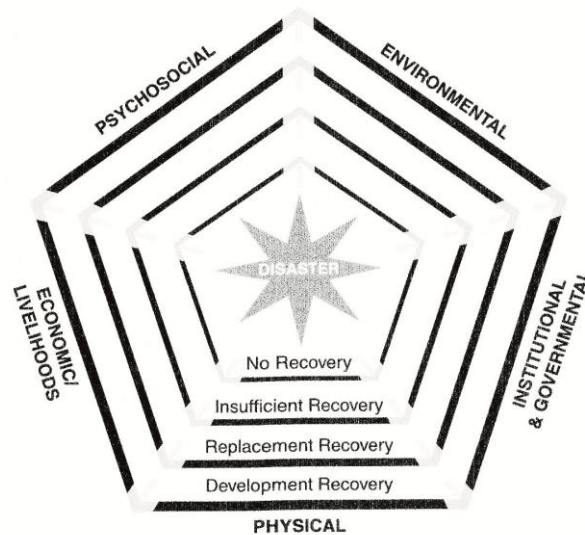 PSYCHOSOCIAL
ENVIRONMENTAL
DISASTER
ECONOMIC/
LIVELIHOODS
INSTITUTIONAL
& GOVERNMENTAL
No Recovery
Insufficient Recovery
Replacement Recovery
Development Recovery
PHYSICAL